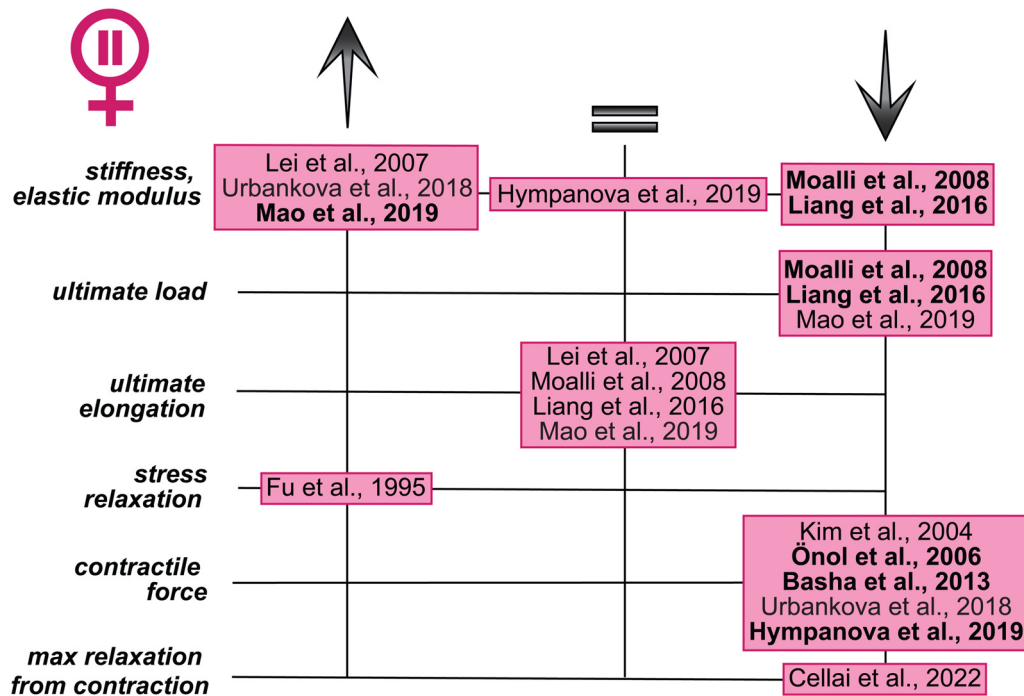 stiffness,
elastic modulus
Lei et al., 2007
Urbankova et al., 2018
Mao et al., 2019
Hympanova et al., 2019
Moalli et al., 2008
Liang et al., 2016
ultimate load
Moalli et al., 2008
Liang et al., 2016
Mao et al., 2019
ultimate
elongation
Lei et al., 2007
Moalli et al., 2008
Liang et al., 2016
Mao et al., 2019
stress
relaxation
Fu et al., 1995
contractile
force
Kim et al., 2004
Önol et al., 2006
Basha et al., 2013
Urbankova et al., 2018
Hympanova et al., 2019
max relaxation
from contraction
Cellai et al., 2022